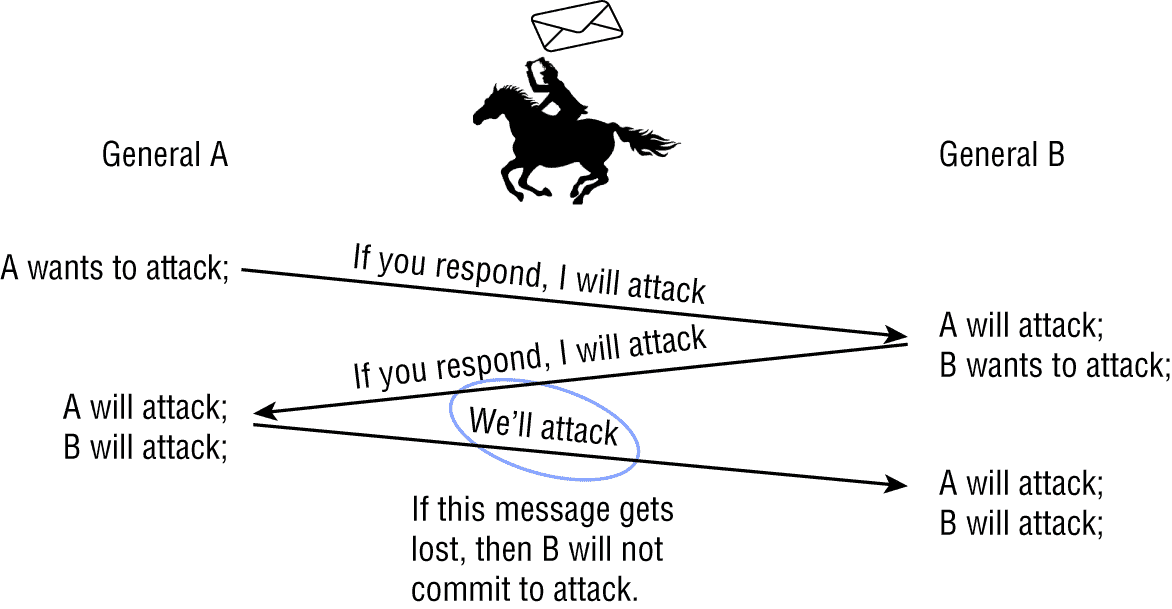 General A
General B
A wants to attack;
If you respond, I will attack
A will attack;
B wants to attack;
If you respond, I will attack
A will attack;
B will attack;
We’ll attack
A will attack;
B will attack;
If this message gets
lost, then B will not
commit to attack.